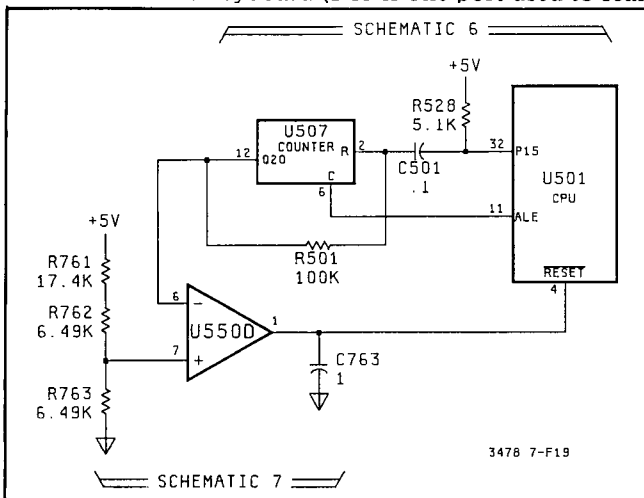 SCHEMATIC 6
+5V
R528
5.1K
U507
COUNTER
12
Q20
R
2
C
6
C501
.1
32
P15
U501
CPU
11
ALE
RESET
4
R501
100K
+5V
R761
17.4K
R762
6.49K
R763
6.49K
6
-
U550D
1
7
+
C763
1
3478 7-F19
SCHEMATIC 7